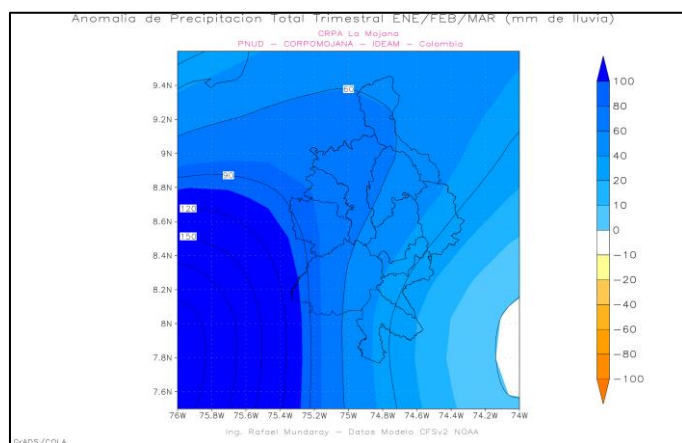 Anomalia de Precipitacion Total Trimestral ENE/FEB/MAR (mm de lluvia)
CRPA La Mojana
PNUD — CORPOMOJANA — IDEAM — Colombia
9.4N
9.2N
9N
8.8N
8.6N
8.4N
8.2N
8N
7.8N
7.6N
60
90
120
150
76W
75.8W
75.6W
75.4W
75.2W
75W
74.8W
74.6W
74.4W
74.2W
74W
100
80
60
40
20
10
0
−10
−20
−40
−60
−80
−100
Ing. Rafael Mundaray — Datos Modelo CFSv2 NOAA
GrADS/COLA